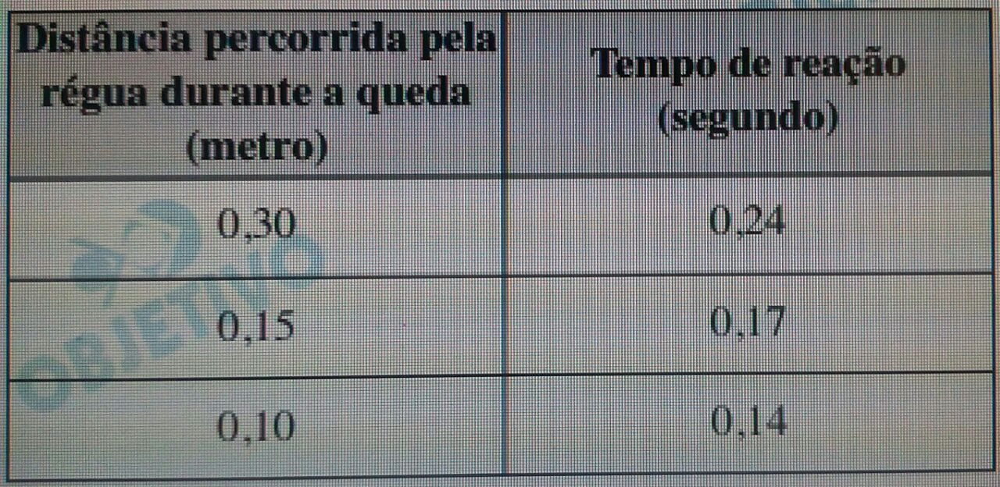 Distância percorrida pela
régua durante a queda
(metro)
Tempo de reação
(segundo)
0,30
0,24
0,15
0,17
0,10
0,14
OBJETIVO